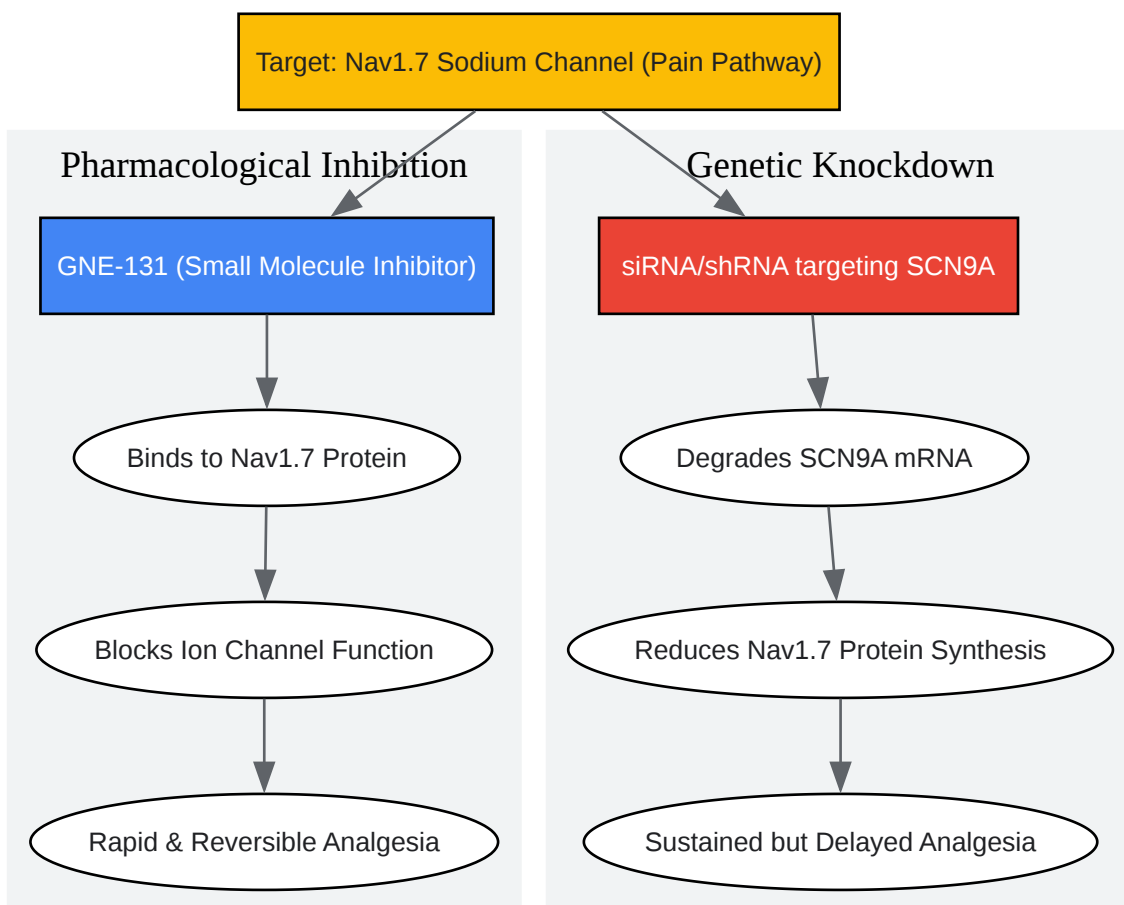 Target: Nav1.7 Sodium Channel (Pain Pathway)
Pharmacological Inhibition
GNE-131 (Small Molecule Inhibitor)
Binds to Nav1.7 Protein
Blocks Ion Channel Function
Rapid & Reversible Analgesia
Genetic Knockdown
siRNA/shRNA targeting SCN9A
Degrades SCN9A mRNA
Reduces Nav1.7 Protein Synthesis
Sustained but Delayed Analgesia